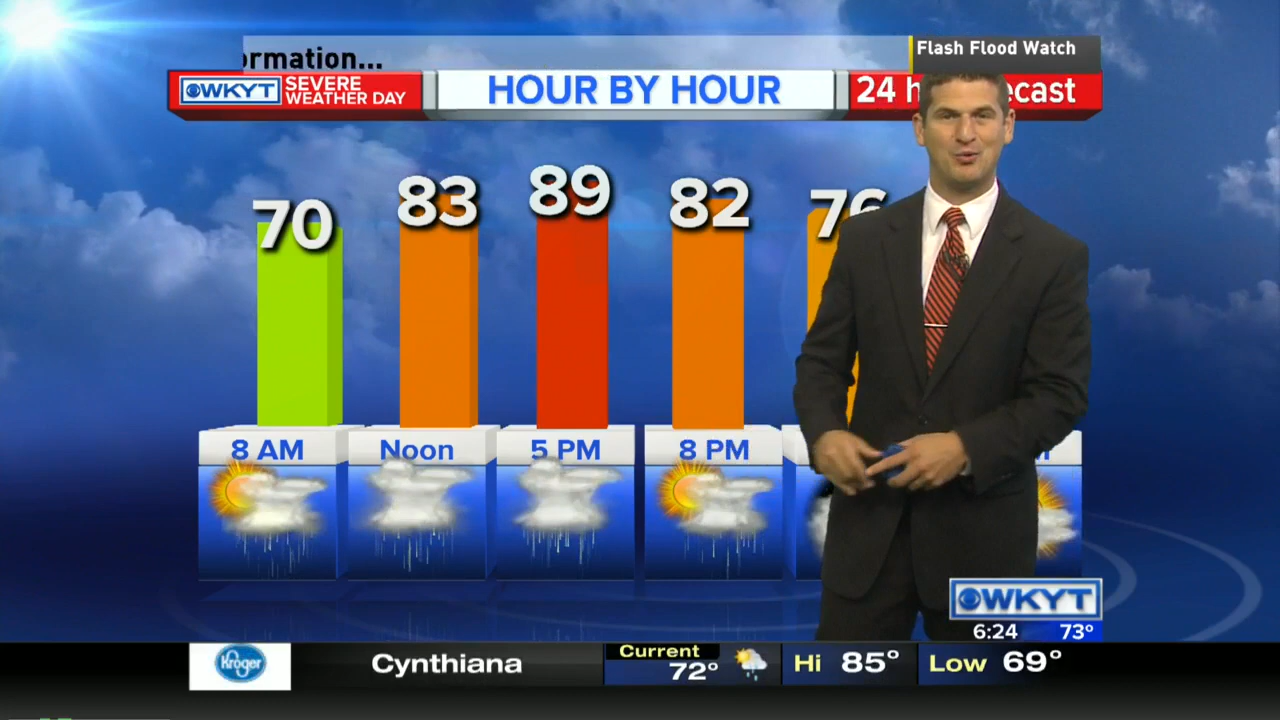 ormation...
Flash Flood Watch
WKYT
SEVERE
WEATHER DAY
HOUR BY HOUR
24 h ecast
70
83
89
82
76
8 AM
Noon
5 PM
8 PM
WKYT
6:24 73°
Kroger
Cynthiana
Current
72°
Hi 85°
Low 69°